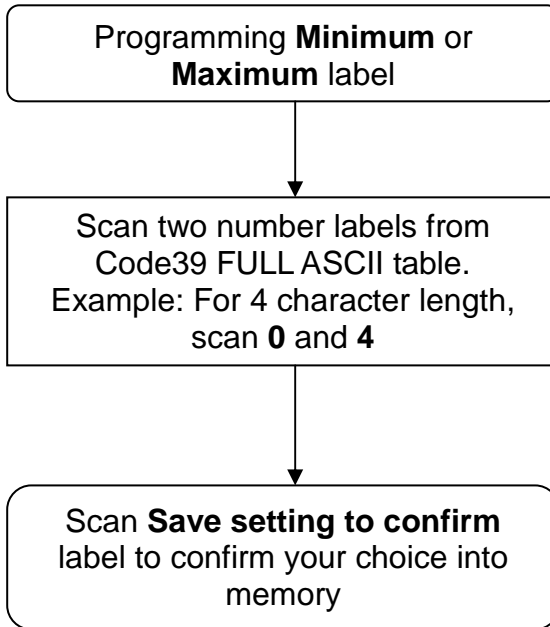 Programming Minimum or
Maximum label
Scan two number labels from
Code39 FULL ASCII table.
Example: For 4 character length,
scan 0 and 4
Scan Save setting to confirm
label to confirm your choice into
memory